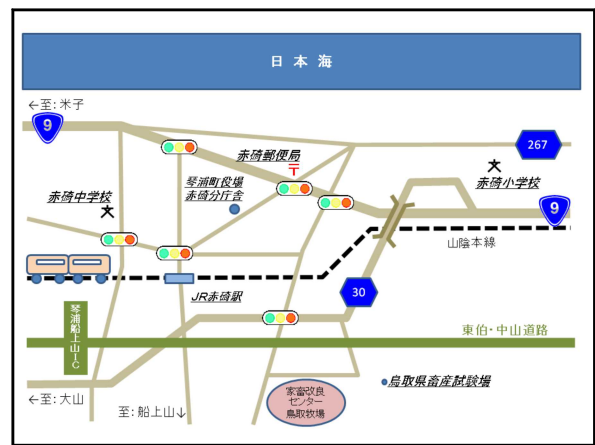 日本海
←至：米子
9
赤碕郵便局
267
琴浦町役場
赤碕分庁舎
赤碕小学校
赤碕中学校
9
山陰本線
JR赤碕駅
30
琴浦船上山IC
東伯・中山道路
家畜改良
センター
鳥取牧場
鳥取県畜産試験場
←至：大山
至：船上山↓